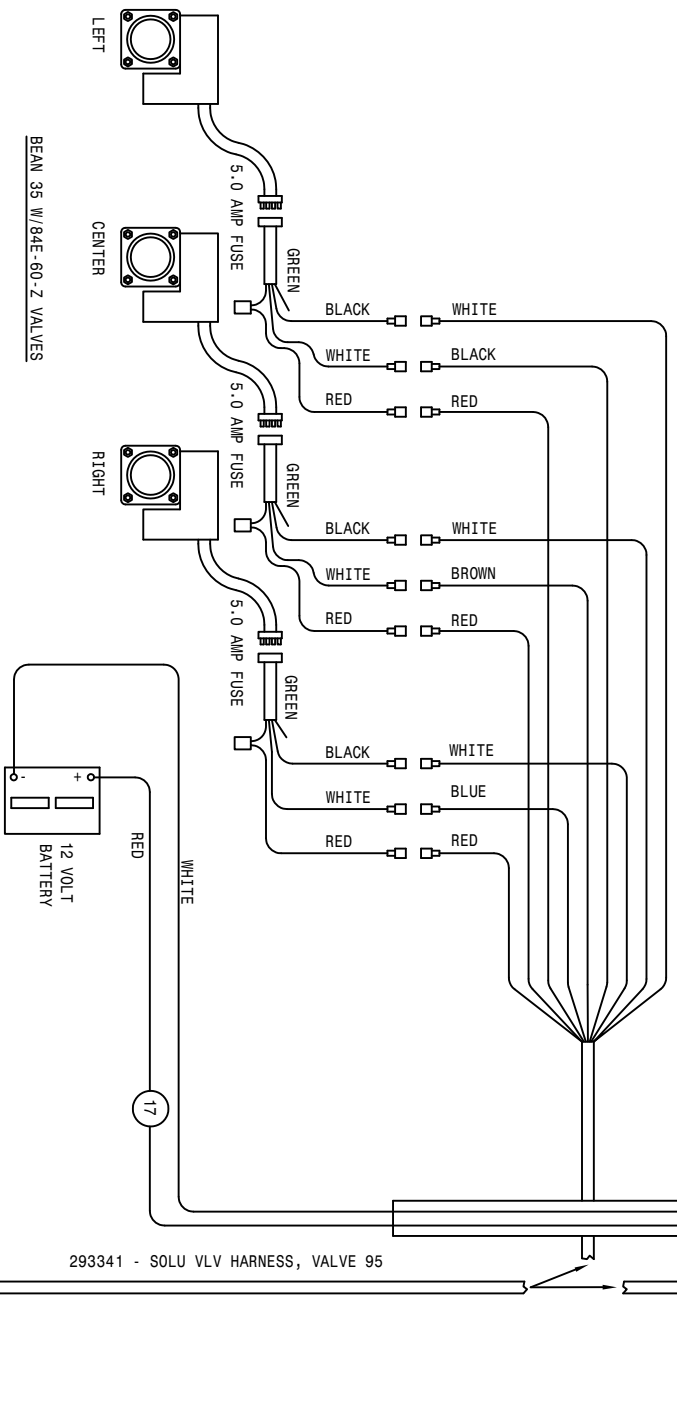 LEFT
BEAN 35 W/84E-60-Z VALVES
CENTER
RIGHT
5.0 AMP FUSE
GREEN
BLACK
WHITE
WHITE
BLACK
RED
RED
5.0 AMP FUSE
GREEN
BLACK
WHITE
WHITE
BROWN
RED
RED
5.0 AMP FUSE
GREEN
BLACK
WHITE
WHITE
BLUE
RED
RED
- +
12 VOLT
BATTERY
RED
WHITE
17
293341 - SOLU VLV HARNESS, VALVE 95